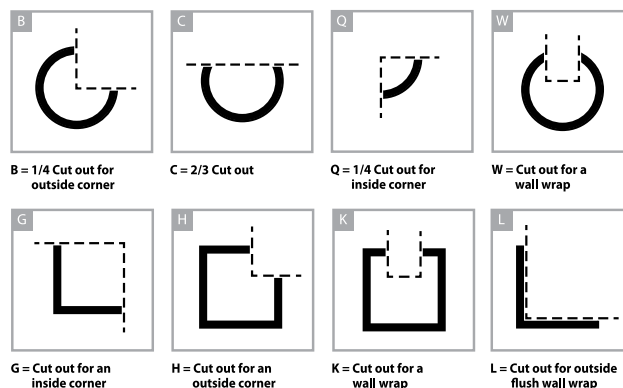 B
C
Q
W
B = 1/4 Cut out for
outside corner
C = 2/3 Cut out
Q = 1/4 Cut out for
inside corner
W = Cut out for a
wall wrap
G
H
K
L
G = Cut out for an
inside corner
H = Cut out for an
outside corner
K = Cut out for a
wall wrap
L = Cut out for outside
flush wall wrap